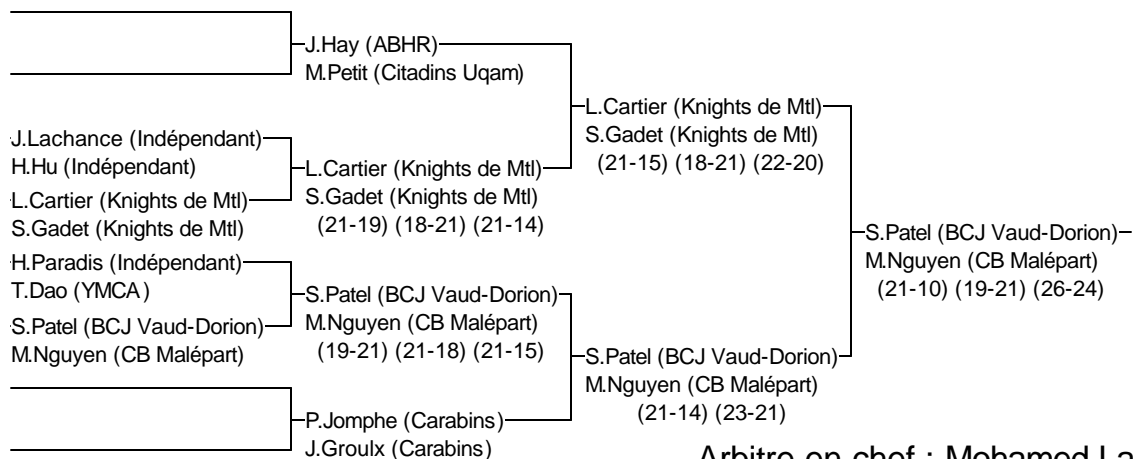 J.Hay (ABHR)
M.Petit (Citadins Uqam)
J.Lachance (Indépendant)
H.Hu (Indépendant)
L.Cartier (Knights de Mtl)
S.Gadet (Knights de Mtl)
L.Cartier (Knights de Mtl)
S.Gadet (Knights de Mtl)
(21-19) (18-21) (21-14)
L.Cartier (Knights de Mtl)
S.Gadet (Knights de Mtl)
(21-15) (18-21) (22-20)
H.Paradis (Indépendant)
T.Dao (YMCA)
S.Patel (BCJ Vaud-Dorion)
M.Nguyen (CB Malépart)
S.Patel (BCJ Vaud-Dorion)
M.Nguyen (CB Malépart)
(19-21) (21-18) (21-15)
P.Jomphe (Carabins)
J.Groulx (Carabins)
S.Patel (BCJ Vaud-Dorion)
M.Nguyen (CB Malépart)
(21-14) (23-21)
S.Patel (BCJ Vaud-Dorion)
M.Nguyen (CB Malépart)
(21-10) (19-21) (26-24)
Arbitre en chef : Mohamed La